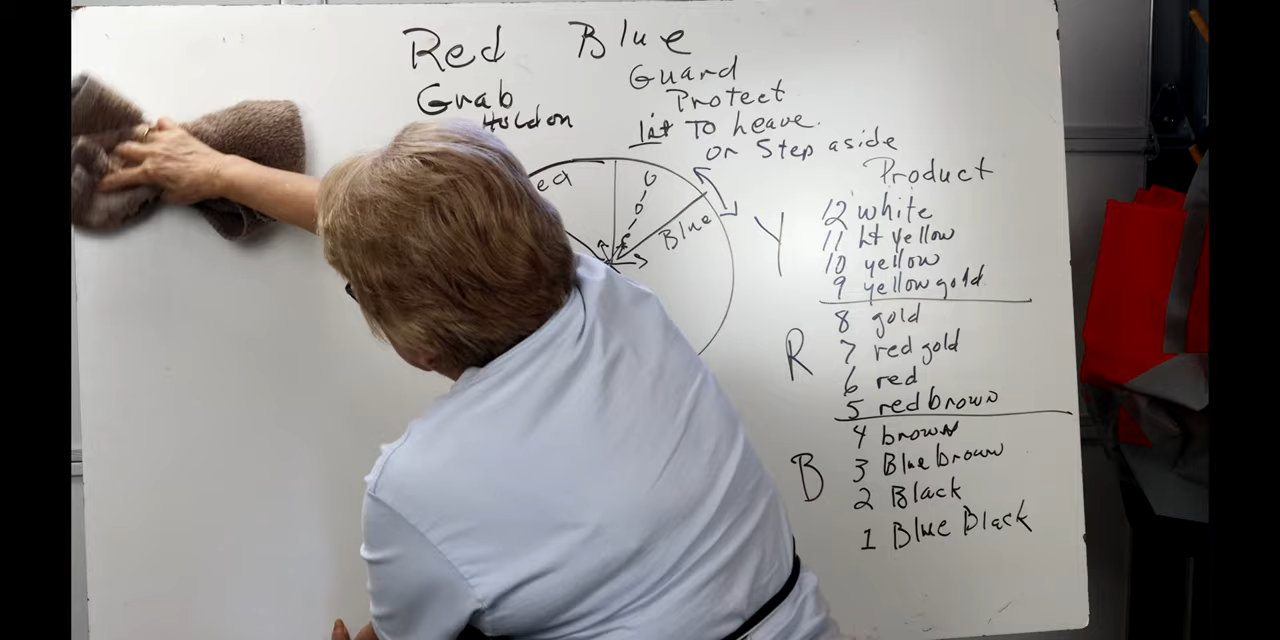 Red Blue
Grab
Hold on
Guard
Protect
1st To leave.
or Step aside
Blue
Product
Y
12 white
11 Lt yellow
10 yellow
9 yellow gold
R
8 gold
7 red gold
6 red
5 red brown
B
4 brown
3 Blue brown
2 Black
1 Blue Black